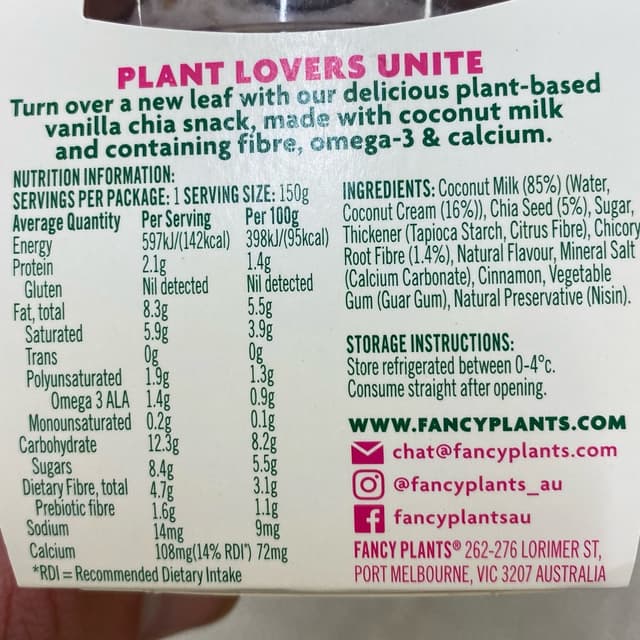 PLANT LOVERS UNITE
Turn over a new leaf with our delicious plant-based
vanilla chia snack, made with coconut milk
and containing fibre, omega-3 & calcium.
NUTRITION INFORMATION:
SERVINGS PER PACKAGE: 1 SERVING SIZE: 150g
Average Quantity Per Serving Per 100g
Energy 597kJ/(142kcal) 398kJ/(95kcal)
Protein 2.1g 1.4g
Gluten Nil detected Nil detected
Fat, total 8.3g 5.5g
Saturated 5.9g 3.9g
Trans 0g 0g
Polyunsaturated 1.9g 1.3g
Omega 3 ALA 1.4g 0.9g
Monounsaturated 0.2g 0.1g
Carbohydrate 12.3g 8.2g
Sugars 8.4g 5.5g
Dietary Fibre, total 4.7g 3.1g
Prebiotic fibre 1.6g 1.1g
Sodium 14mg 9mg
Calcium 108mg(14% RDI*) 72mg
*RDI = Recommended Dietary Intake
INGREDIENTS: Coconut Milk (85%) (Water,
Coconut Cream (16%)), Chia Seed (5%), Sugar,
Thickener (Tapioca Starch, Citrus Fibre), Chicory
Root Fibre (1.4%), Natural Flavour, Mineral Salt
(Calcium Carbonate), Cinnamon, Vegetable
Gum (Guar Gum), Natural Preservative (Nisin).
STORAGE INSTRUCTIONS:
Store refrigerated between 0-4°c.
Consume straight after opening.
WWW.FANCYPLANTS.COM
chat@fancyplants.com
@fancyplants_au
fancyplantsau
FANCY PLANTS® 262-276 LORIMER ST,
PORT MELBOURNE, VIC 3207 AUSTRALIA